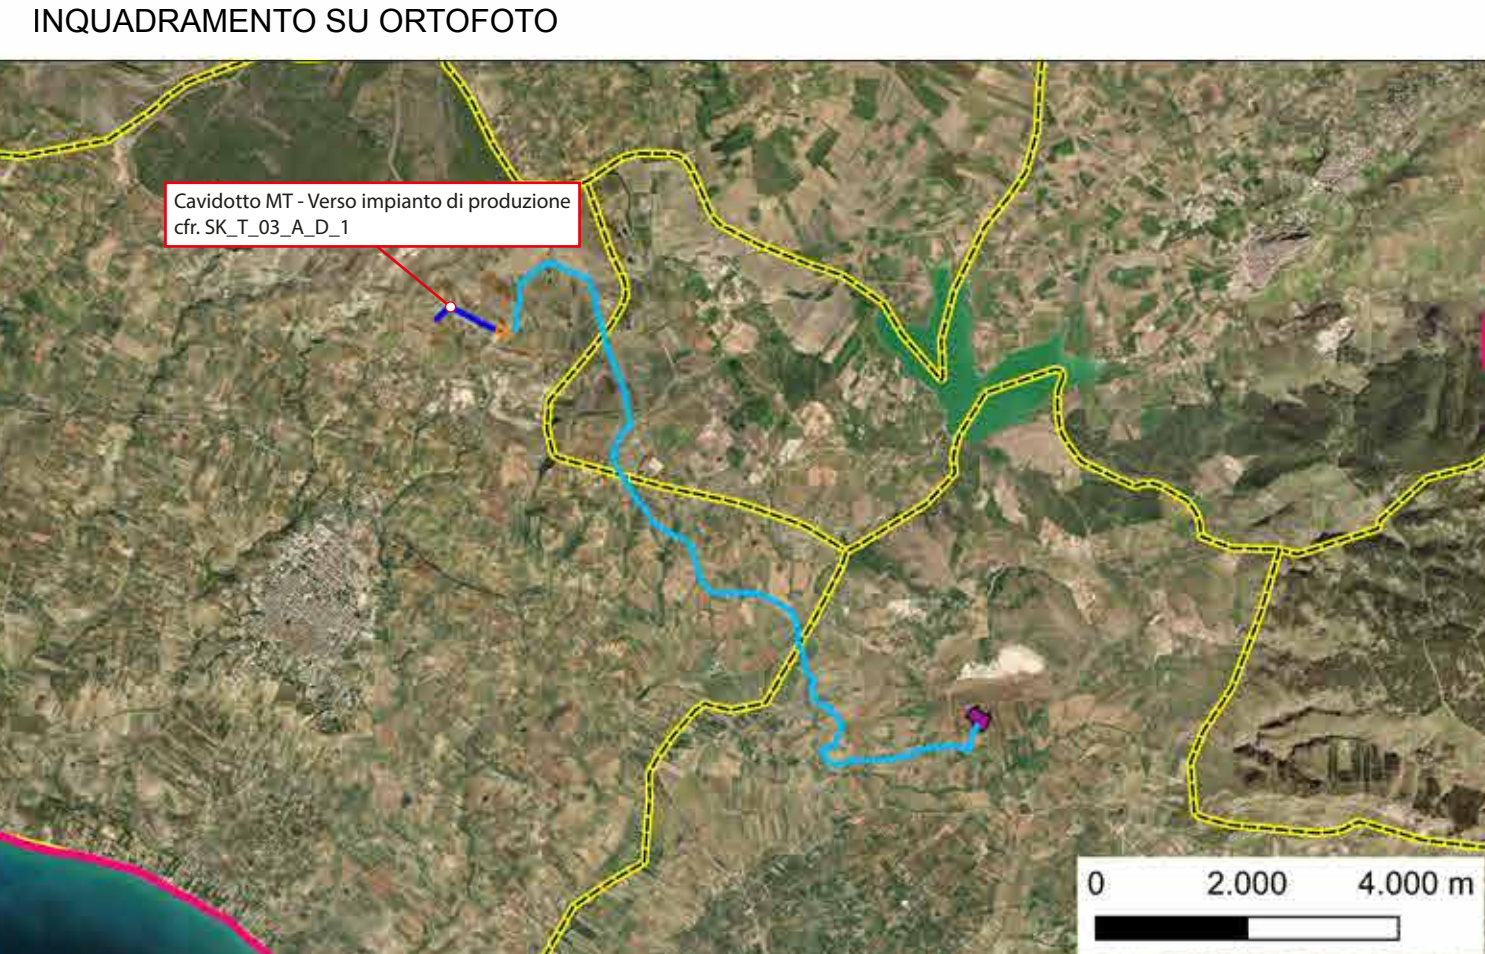 INQUADRAMENTO SU ORTOFOTO
Cavidotto MT - Verso impianto di produzione
cfr. SK_T_03_A_D_1
0 2.000 4.000 m